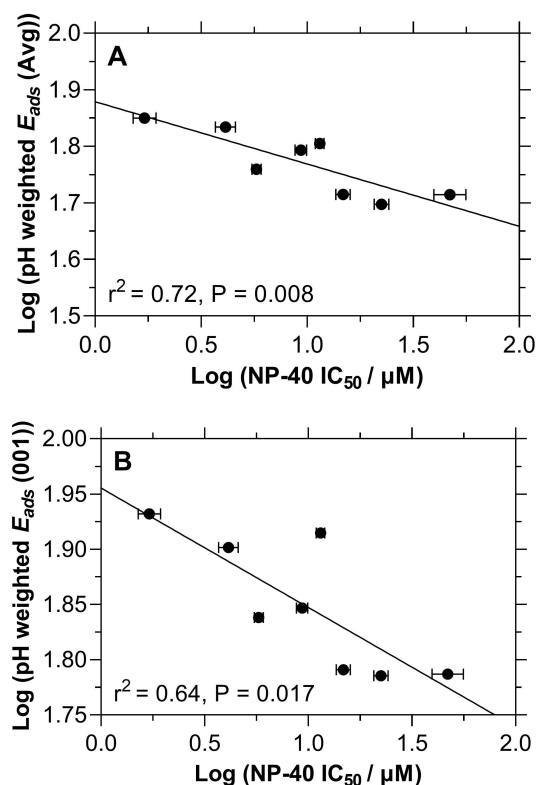 A
Log (pH weighted Eads (Avg))
2.0
1.9
1.8
1.7
1.6
1.5
r² = 0.72, P = 0.008
0.0 0.5 1.0 1.5 2.0
Log (NP-40 IC₅₀ / µM)
B
Log (pH weighted Eads (001))
2.00
1.95
1.90
1.85
1.80
1.75
r² = 0.64, P = 0.017
0.0 0.5 1.0 1.5 2.0
Log (NP-40 IC₅₀ / µM)